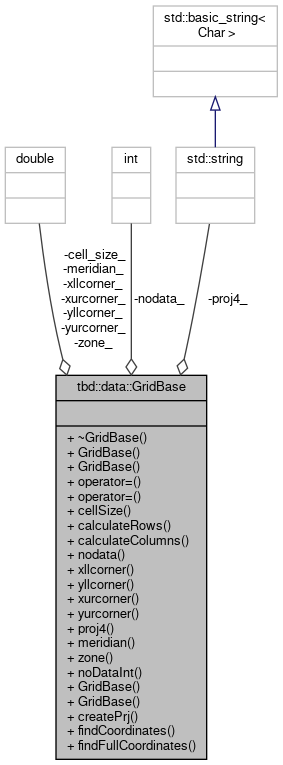 std::basic_string<
Char >
double
int
std::string
-cell_size_
-meridian_
-xllcorner_
-xurcorner_
-yllcorner_
-yurcorner_
-zone_
-nodata_
-proj4_
tbd::data::GridBase
+ ~GridBase()
+ GridBase()
+ GridBase()
+ operator=()
+ operator=()
+ cellSize()
+ calculateRows()
+ calculateColumns()
+ nodata()
+ xllcorner()
+ yllcorner()
+ xurcorner()
+ yurcorner()
+ proj4()
+ meridian()
+ zone()
+ noDataInt()
+ GridBase()
+ GridBase()
+ createPrj()
+ findCoordinates()
+ findFullCoordinates()